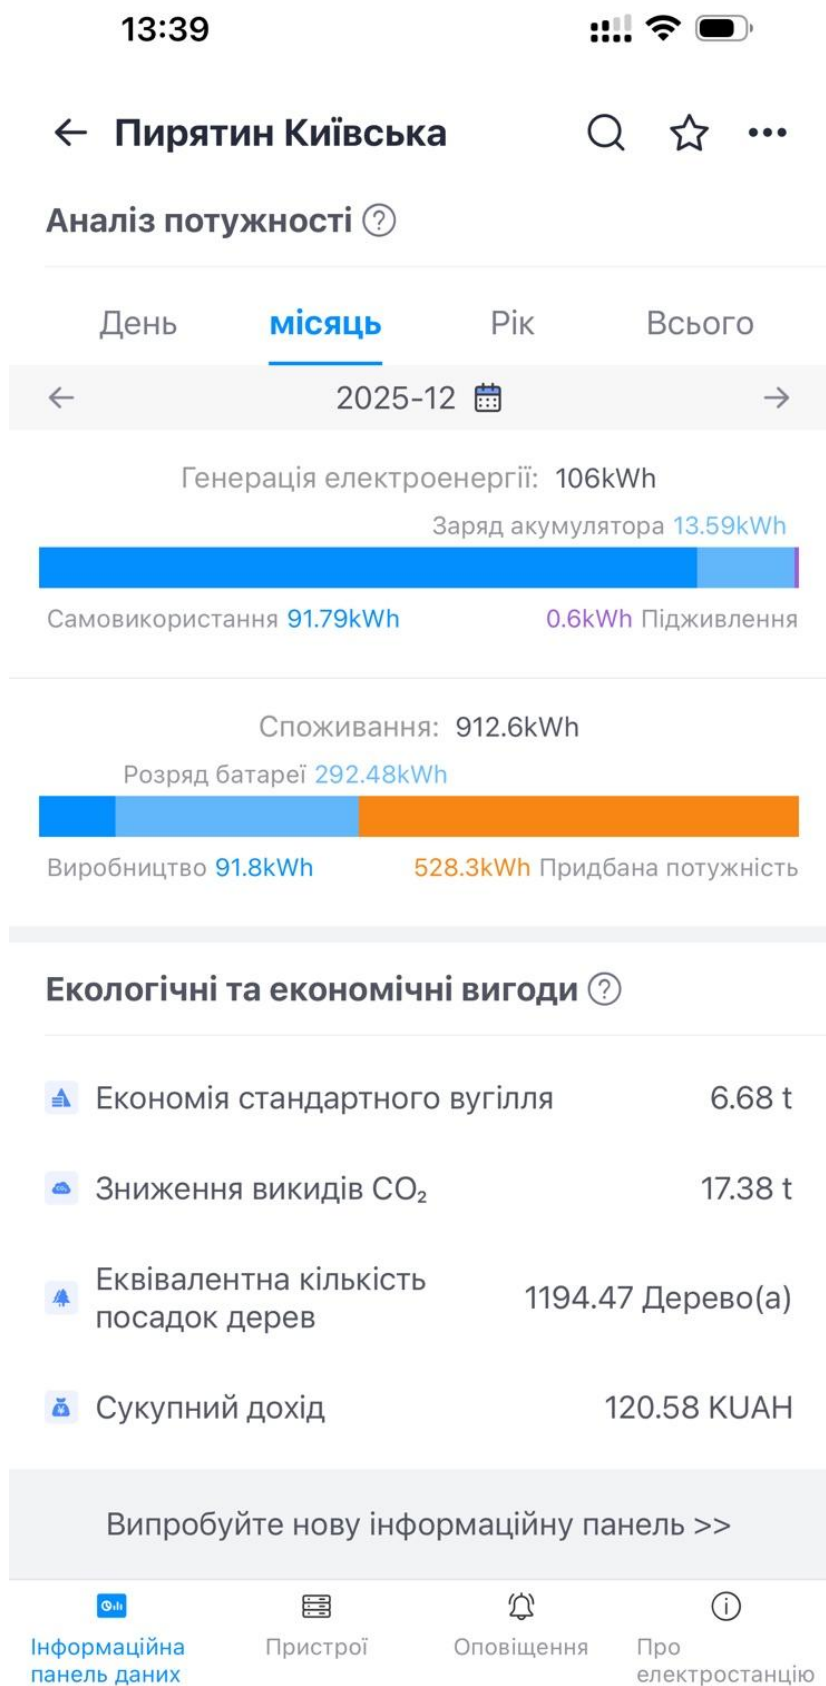 13:39
Пирятин Київська
Аналіз потужності
День місяць Рік Всього
2025-12
Генерація електроенергії: 106kWh
Заряд акумулятора 13.59kWh
Самовикористання 91.79kWh 0.6kWh Підживлення
Споживання: 912.6kWh
Розряд батареї 292.48kWh
Виробництво 91.8kWh 528.3kWh Придбана потужність
Екологічні та економічні вигоди
Економія стандартного вугілля 6.68 t
Зниження викидів CO₂ 17.38 t
Еквівалентна кількість
посадок дерев 1194.47 Дерево(а)
Сукупний дохід 120.58 KUAH
Випробуйте нову інформаційну панель >>
Інформаційна
панель даних
Пристрої
Оповіщення
Про
електростанцію